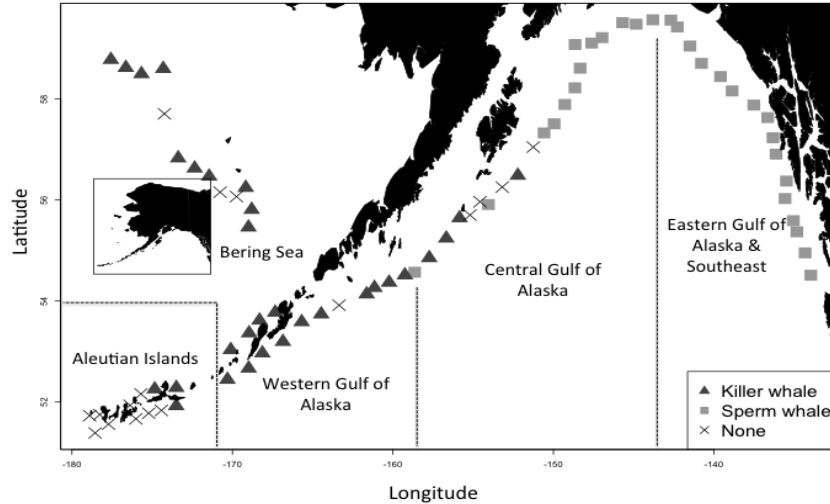 Latitude
58
56
54
52
Bering Sea
Aleutian Islands
Western Gulf of
Alaska
Central Gulf of
Alaska
Eastern Gulf of
Alaska &
Southeast
Killer whale
Sperm whale
None
-180
-170
-160
-150
-140
Longitude